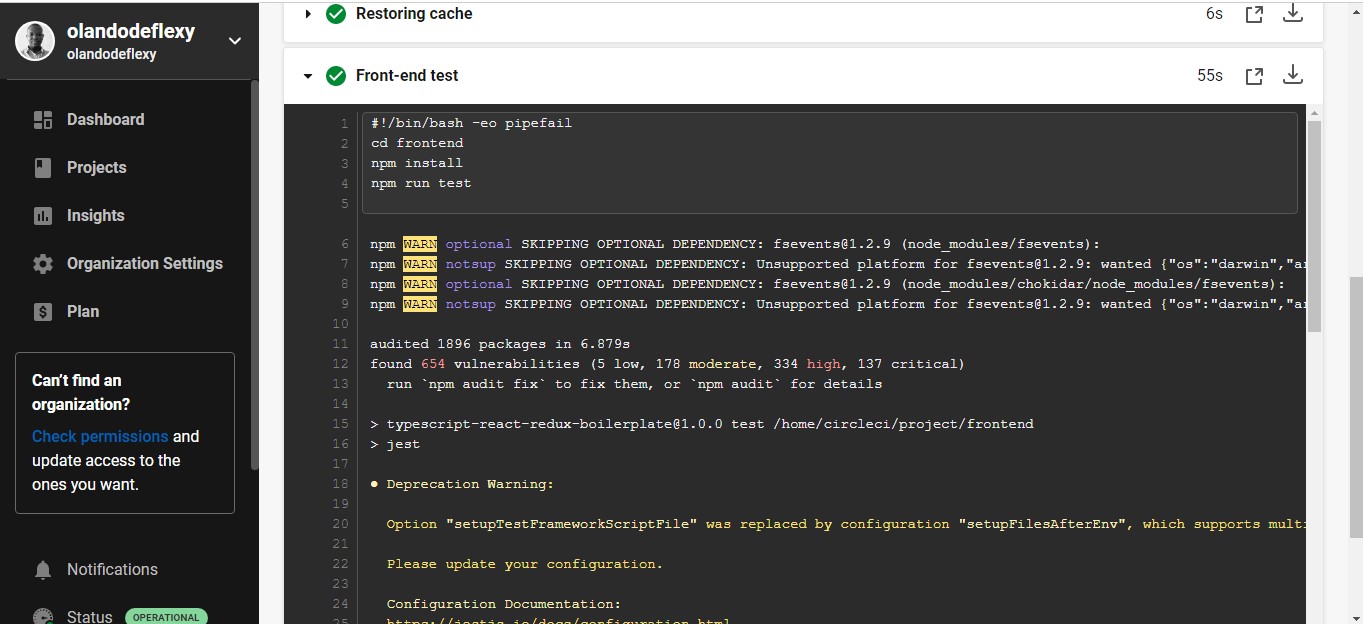 olandodeflexy
olandodeflexy
Dashboard
Projects
Insights
Organization Settings
$ Plan
Can't find an
organization?
Check permissions and
update access to the
ones you want.
Notifications
Status OPERATIONAL
Restoring cache 6s
Front-end test 55s
1 #!/bin/bash -eo pipefail
2 cd frontend
3 npm install
4 npm run test
5
6 npm WARN optional SKIPPING OPTIONAL DEPENDENCY: fsevents@1.2.9 (node_modules/fsevents):
7 npm WARN notsup SKIPPING OPTIONAL DEPENDENCY: Unsupported platform for fsevents@1.2.9: wanted {"os":"darwin","ar
8 npm WARN optional SKIPPING OPTIONAL DEPENDENCY: fsevents@1.2.9 (node_modules/chokidar/node_modules/fsevents):
9 npm WARN notsup SKIPPING OPTIONAL DEPENDENCY: Unsupported platform for fsevents@1.2.9: wanted {"os":"darwin","ar
10
11 audited 1896 packages in 6.879s
12 found 654 vulnerabilities (5 low, 178 moderate, 334 high, 137 critical)
13 run `npm audit fix` to fix them, or `npm audit` for details
14
15 > typescript-react-redux-boilerplate@1.0.0 test /home/circleci/project/frontend
16 > jest
17
18 ● Deprecation Warning:
19
20 Option "setupTestFrameworkScriptFile" was replaced by configuration "setupFilesAfterEnv", which supports multi
21
22 Please update your configuration.
23
24 Configuration Documentation:
25 https://jestjs.io/docs/configuration.html